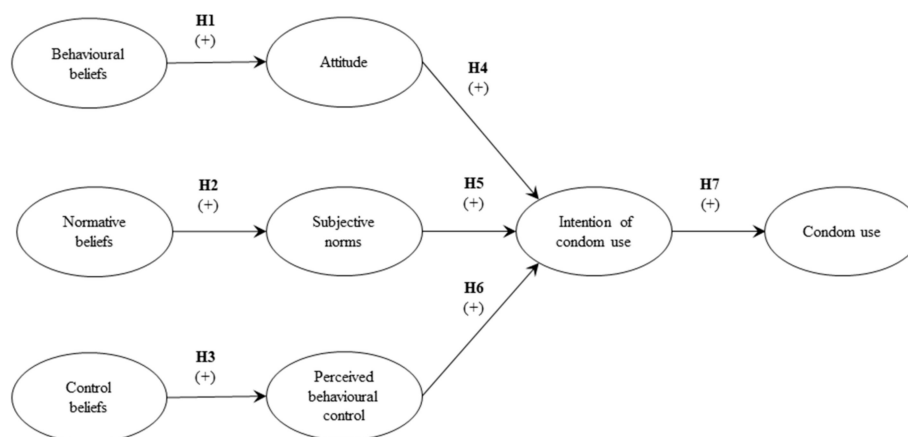 H1
(+)
Behavioural
beliefs
Attitude
H4
(+)
H2
(+)
Normative
beliefs
Subjective
norms
H5
(+)
Intention of
condom use
H7
(+)
Condom use
H6
(+)
H3
(+)
Control
beliefs
Perceived
behavioural
control